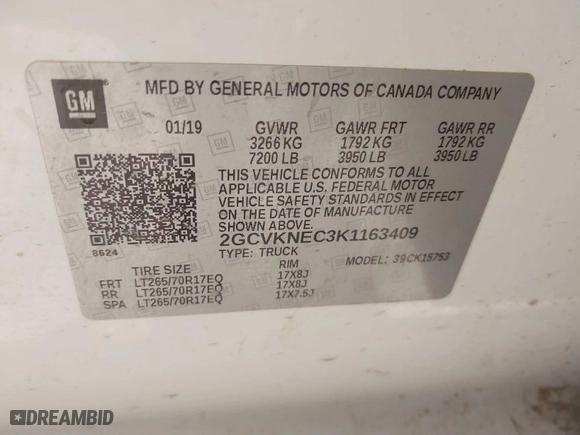 GM
MFD BY GENERAL MOTORS OF CANADA COMPANY
01/19 GVWR GAWR FRT GAWR RR
3266 KG 1792 KG 1792 KG
7200 LB 3950 LB 3950 LB
THIS VEHICLE CONFORMS TO ALL
APPLICABLE U.S. FEDERAL MOTOR
VEHICLE SAFETY STANDARDS IN EFFECT
ON THE DATE OF MANUFACTURE
SHOWN ABOVE.
8624
2GCVKNEC3K1163409
TYPE: TRUCK MODEL: 39CK15753
TIRE SIZE RIM
FRT LT265/70R17EQ 17X8J
RR LT265/70R17EQ 17X8J
SPA LT265/70R17EQ 17X7.5J
DREAMBID